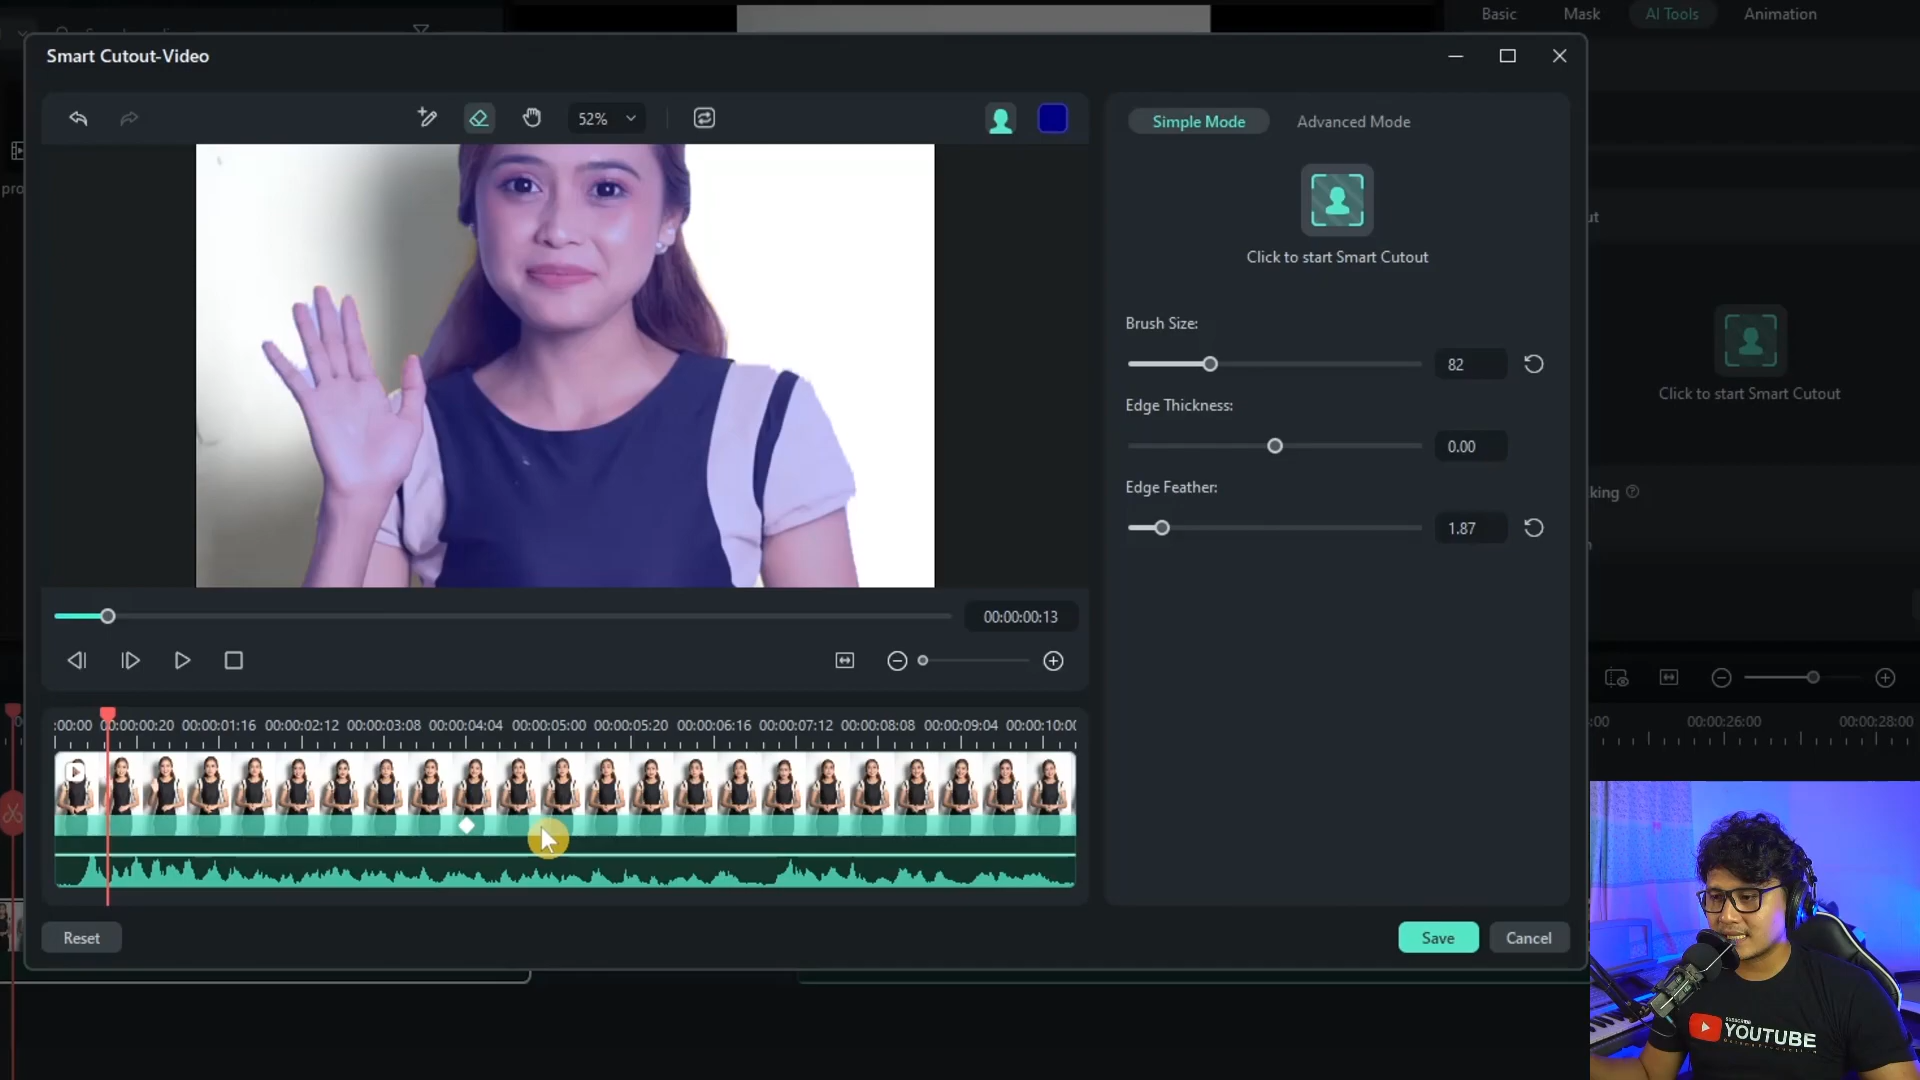 Basic Mask AI Tools Animation
Smart Cutout-Video
52%
Simple Mode Advanced Mode
Click to start Smart Cutout
Brush Size:
82
Edge Thickness:
0.00
Edge Feather:
1.87
pro
ut
Click to start Smart Cutout
king
00:00:00:13
:00:00 00:00:00:20 00:00:01:16 00:00:02:12 00:00:03:08 00:00:04:04 00:00:05:00 00:00:05:20 00:00:06:16 00:00:07:12 00:00:08:08 00:00:09:04 00:00:10:00
:00 00:00:26:00 00:00:28:00
Reset
Save Cancel
SUBSCRIBE
YOUTUBE